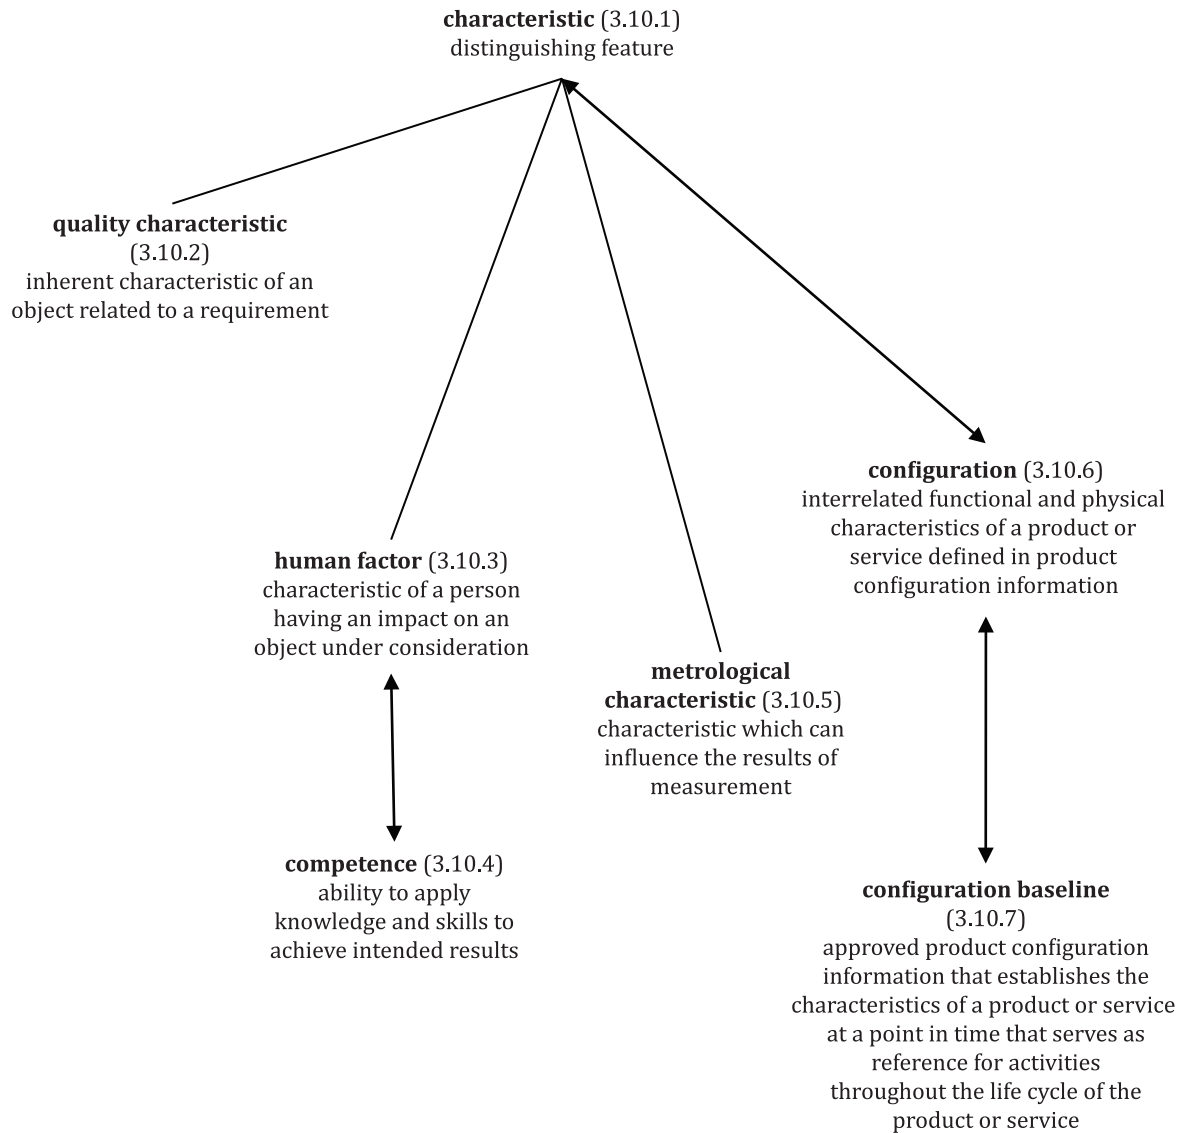 characteristic (3.10.1)
distinguishing feature
quality characteristic
(3.10.2)
inherent characteristic of an
object related to a requirement
human factor (3.10.3)
characteristic of a person
having an impact on an
object under consideration
competence (3.10.4)
ability to apply
knowledge and skills to
achieve intended results
metrological
characteristic (3.10.5)
characteristic which can
influence the results of
measurement
configuration (3.10.6)
interrelated functional and physical
characteristics of a product or
service defined in product
configuration information
configuration baseline
(3.10.7)
approved product configuration
information that establishes the
characteristics of a product or service
at a point in time that serves as
reference for activities
throughout the life cycle of the
product or service